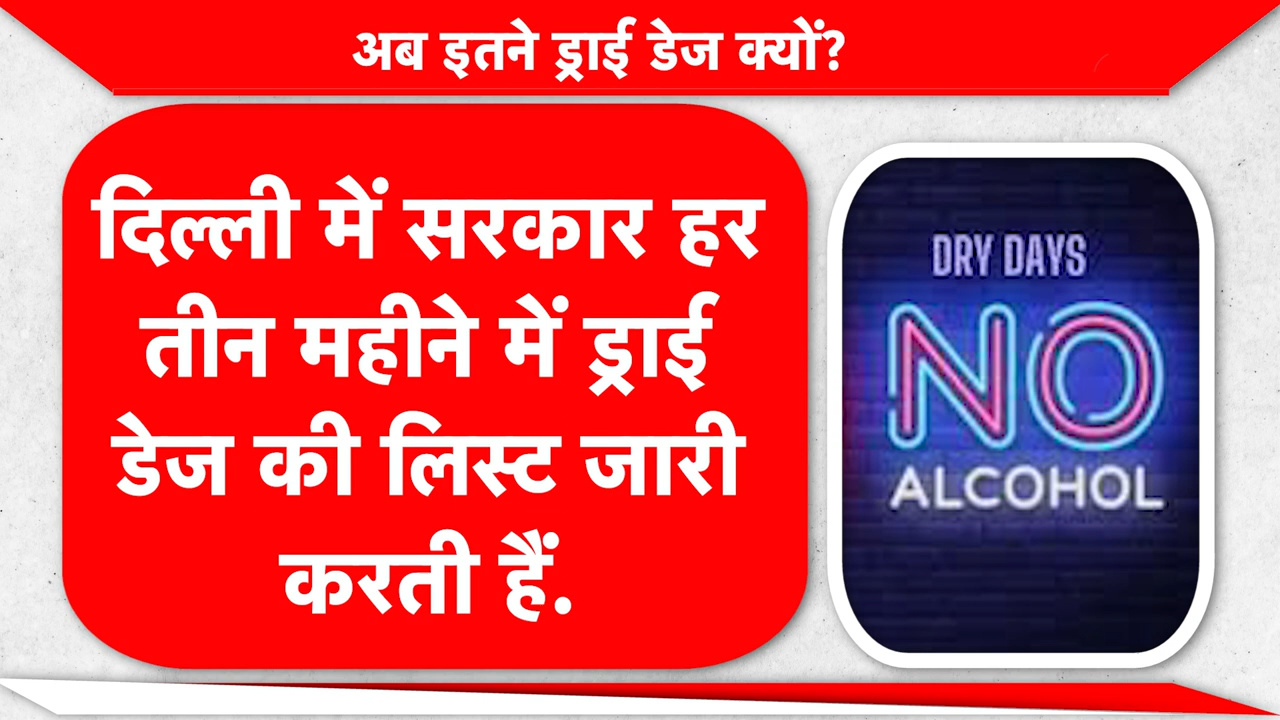 अब इतने ड्राई डेज क्यों?
दिल्ली में सरकार हर
तीन महीने में ड्राई
डेज की लिस्ट जारी
करती हैं.
DRY DAYS
NO
ALCOHOL